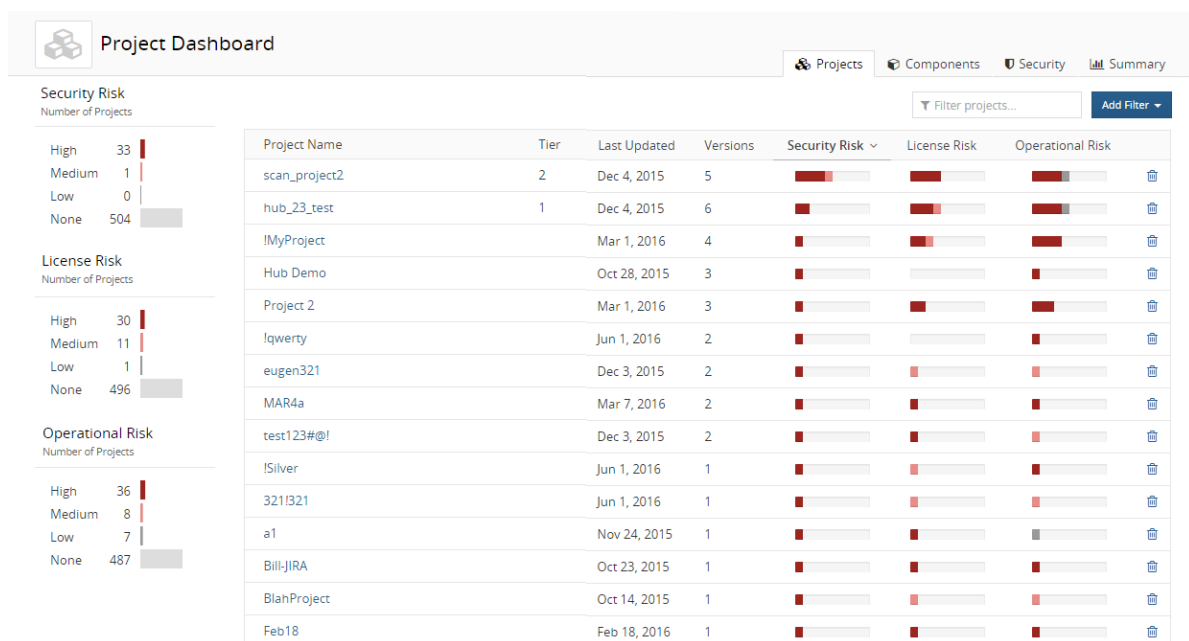 Project Dashboard
Projects Components Security Summary
Security Risk
Number of Projects
High 33
Medium 1
Low 0
None 504
License Risk
Number of Projects
High 30
Medium 11
Low 1
None 496
Operational Risk
Number of Projects
High 36
Medium 8
Low 7
None 487
Filter projects... Add Filter
Project Name Tier Last Updated Versions Security Risk License Risk Operational Risk
scan_project2 2 Dec 4, 2015 5
hub_23_test 1 Dec 4, 2015 6
!MyProject Mar 1, 2016 4
Hub Demo Oct 28, 2015 3
Project 2 Mar 1, 2016 3
!qwerty Jun 1, 2016 2
eugen321 Dec 3, 2015 2
MAR4a Mar 7, 2016 2
test123#@! Dec 3, 2015 2
!Silver Jun 1, 2016 1
321!321 Jun 1, 2016 1
a1 Nov 24, 2015 1
Bill-JIRA Oct 23, 2015 1
BlahProject Oct 14, 2015 1
Feb18 Feb 18, 2016 1